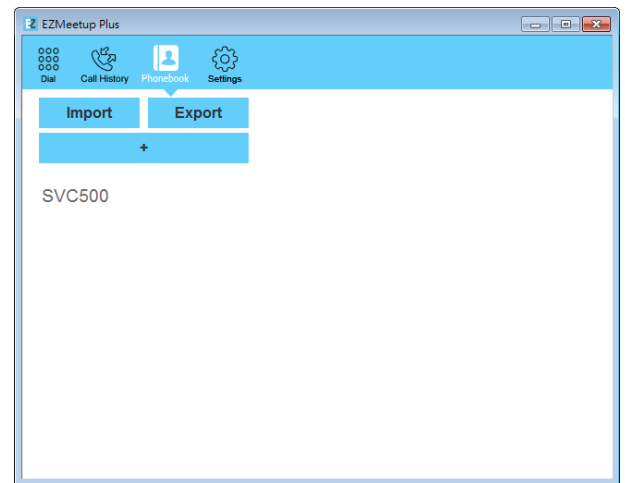 EZMeetup Plus
Dial Call History Phonebook Settings
Import Export
+
SVC500